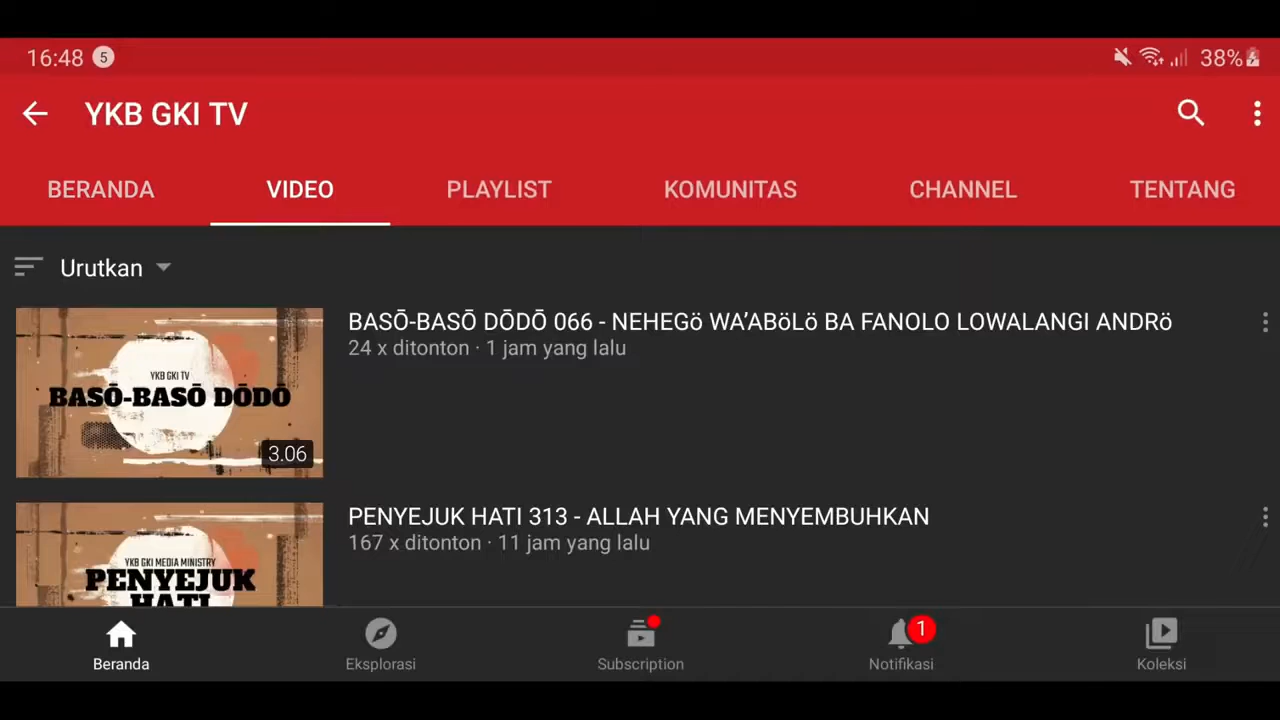 16:48 5 38%
YKB GKI TV
BERANDA VIDEO PLAYLIST KOMUNITAS CHANNEL TENTANG
Urutkan
YKB GKI TV
BASŌ-BASŌ DŌDŌ
3.06
BASŌ-BASŌ DŌDŌ 066 - NEHEGö WA’ABöLö BA FANOLO LOWALANGI ANDRö
24 x ditonton · 1 jam yang lalu
YKB GKI MEDIA MINISTRY
PENYEJUK
HATI
PENYEJUK HATI 313 - ALLAH YANG MENYEMBUHKAN
167 x ditonton · 11 jam yang lalu
1
Beranda Eksplorasi Subscription Notifikasi Koleksi